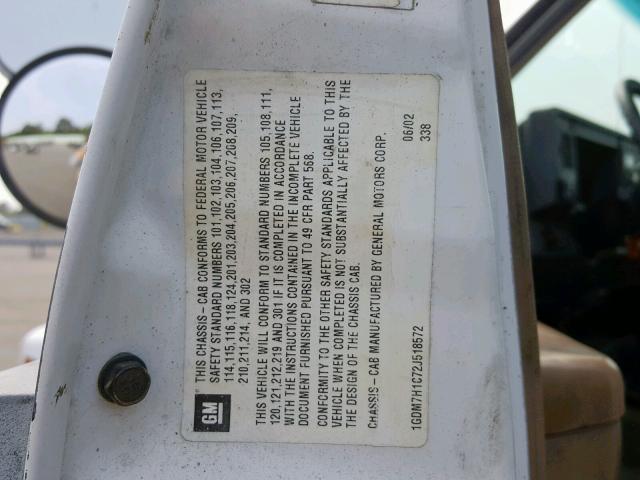 GM
THIS CHASSIS-CAB CONFORMS TO FEDERAL MOTOR VEHICLE
SAFETY STANDARD NUMBERS 101,102,103,104,106,107,113,
114,115,116,118,124,201,203,204,205,206,207,208,209,
210,211,214, AND 302
THIS VEHICLE WILL CONFORM TO STANDARD NUMBERS 105,108,111,
120,121,212,219 AND 301 IF IT IS COMPLETED IN ACCORDANCE
WITH THE INSTRUCTIONS CONTAINED IN THE INCOMPLETE VEHICLE
DOCUMENT FURNISHED PURSUANT TO 49 CFR PART 568.
CONFORMITY TO THE OTHER SAFETY STANDARDS APPLICABLE TO THIS
VEHICLE WHEN COMPLETED IS NOT SUBSTANTIALLY AFFECTED BY THE
THE DESIGN OF THE CHASSIS CAB.
CHASSIS-CAB MANUFACTURED BY GENERAL MOTORS CORP.
06/02
1GDM7H1C72J518572 338